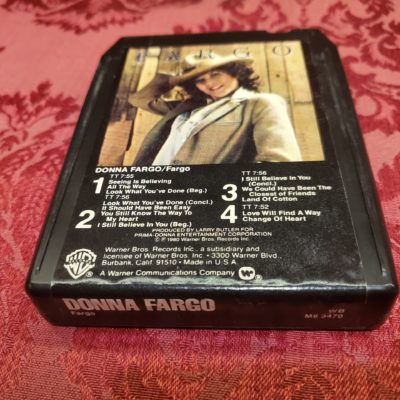 FARGO
DONNA FARGO/Fargo
1
TT 7:55
Seeing Is Believing
All The Way
Look What You've Done (Beg.)
2
TT 7:56
Look What You've Done (Concl.)
It Should Have Been Easy
You Still Know The Way To
My Heart
I Still Believe In You (Beg.)
3
TT 7:56
I Still Believe In You
(Concl.)
We Could Have Been The
Closest of Friends
Land Of Cotton
4
TT 7:52
Love Will Find A Way
Change Of Heart
PRODUCED BY LARRY BUTLER FOR
PRIMA-DONNA ENTERTAINMENT CORPORATION
© ℗ 1980 Warner Bros. Records Inc.
Warner Bros. Records Inc., a subsidiary and
licensee of Warner Bros. Inc. • 3300 Warner Blvd.
Burbank, Calif. 91510 • Made in U.S.A.
A Warner Communications Company
DONNA FARGO
Fargo
WB
M8 3470